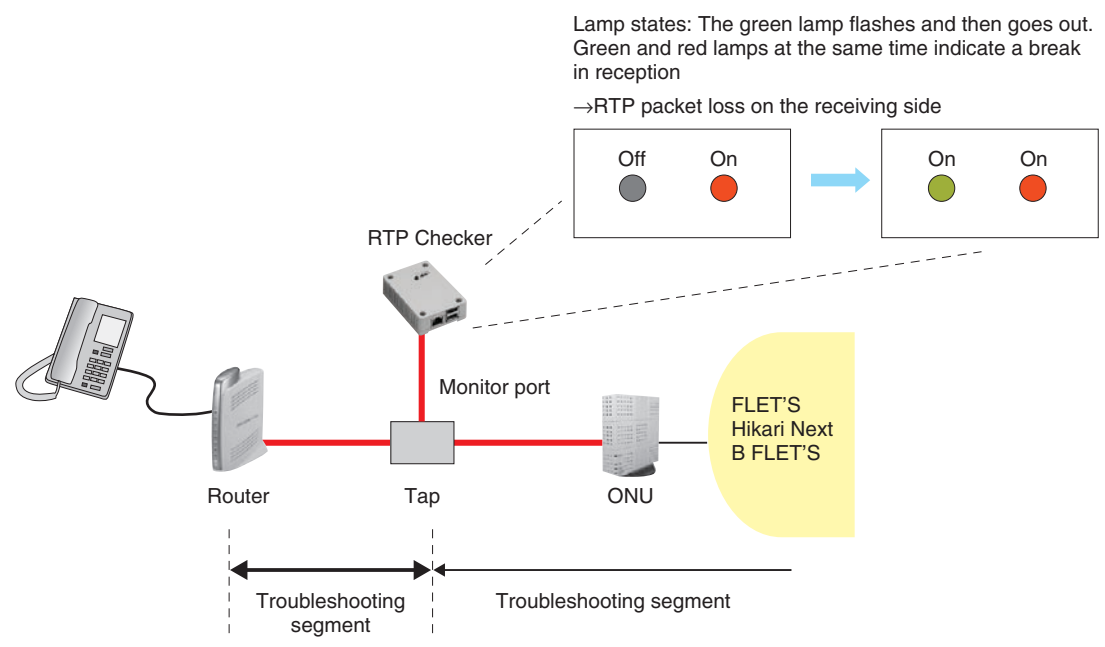 Lamp states: The green lamp flashes and then goes out.
Green and red lamps at the same time indicate a break
in reception
→RTP packet loss on the receiving side
Off
On
On
On
RTP Checker
Monitor port
FLET'S
Hikari Next
B FLET'S
Router
Tap
ONU
Troubleshooting
segment
Troubleshooting segment